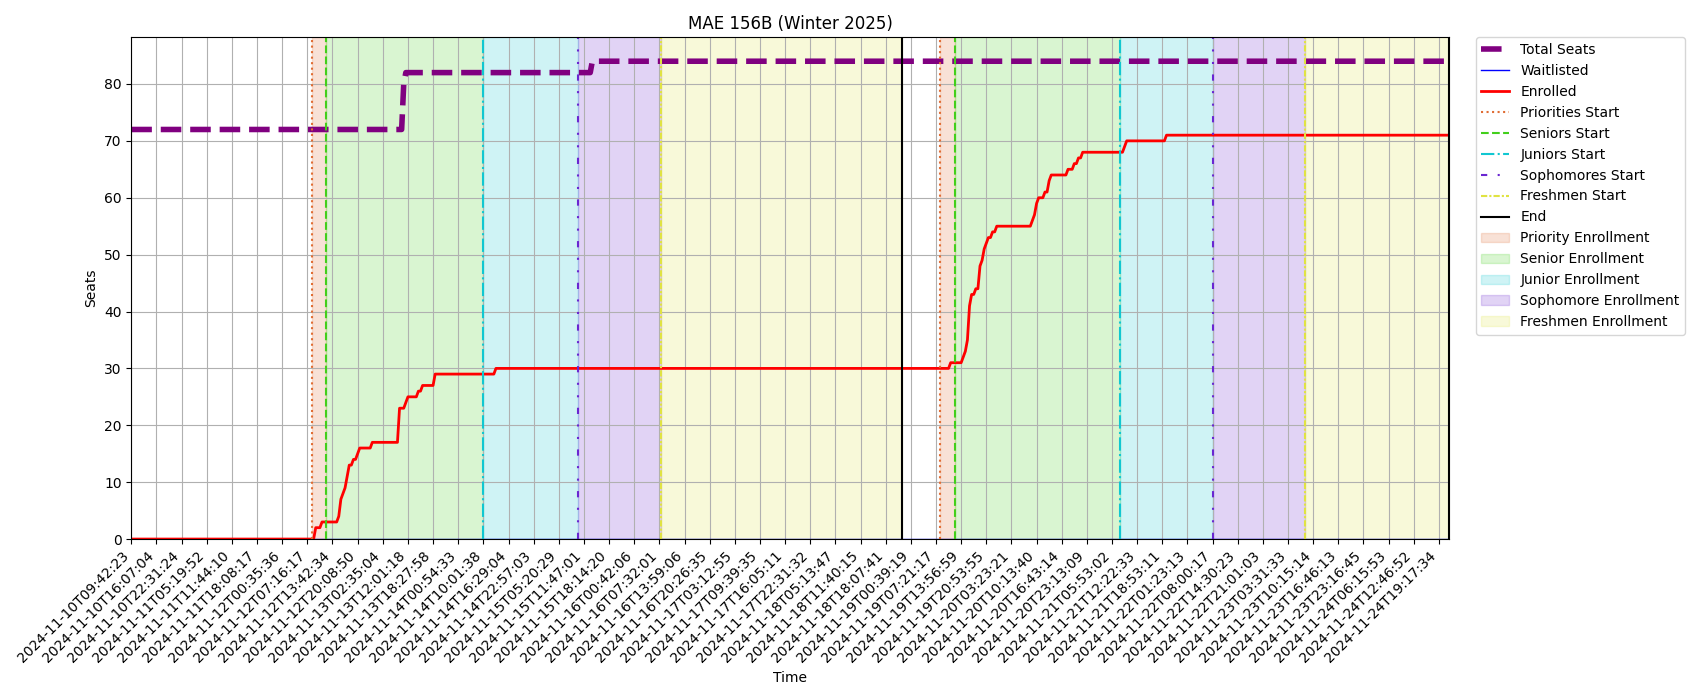 MAE 156B (Winter 2025)
Seats
80
70
60
50
40
30
20
10
0
2024-11-10T09:42:23
2024-11-10T16:07:04
2024-11-10T22:31:24
2024-11-11T05:19:52
2024-11-11T11:44:10
2024-11-11T18:08:17
2024-11-12T00:35:36
2024-11-12T07:16:17
2024-11-12T13:42:34
2024-11-12T20:08:50
2024-11-13T02:35:04
2024-11-13T12:01:18
2024-11-13T18:27:58
2024-11-14T00:54:33
2024-11-14T10:01:38
2024-11-14T16:29:04
2024-11-14T22:57:03
2024-11-15T05:20:29
2024-11-15T11:47:01
2024-11-15T18:14:20
2024-11-16T00:42:06
2024-11-16T07:32:01
2024-11-16T13:59:06
2024-11-16T20:26:35
2024-11-17T03:12:55
2024-11-17T09:39:35
2024-11-17T16:05:11
2024-11-17T22:31:32
2024-11-18T05:13:47
2024-11-18T11:40:15
2024-11-18T18:07:41
2024-11-19T00:39:19
2024-11-19T07:21:17
2024-11-19T13:56:59
2024-11-19T20:53:55
2024-11-20T03:23:21
2024-11-20T10:13:40
2024-11-20T16:43:14
2024-11-20T23:13:09
2024-11-21T05:53:02
2024-11-21T12:22:33
2024-11-21T18:53:11
2024-11-22T01:23:13
2024-11-22T08:00:17
2024-11-22T14:30:23
2024-11-22T21:01:03
2024-11-23T03:31:33
2024-11-23T10:15:14
2024-11-23T16:46:13
2024-11-23T23:16:45
2024-11-24T06:15:53
2024-11-24T12:46:52
2024-11-24T19:17:34
Time
Total Seats
Waitlisted
Enrolled
Priorities Start
Seniors Start
Juniors Start
Sophomores Start
Freshmen Start
End
Priority Enrollment
Senior Enrollment
Junior Enrollment
Sophomore Enrollment
Freshmen Enrollment